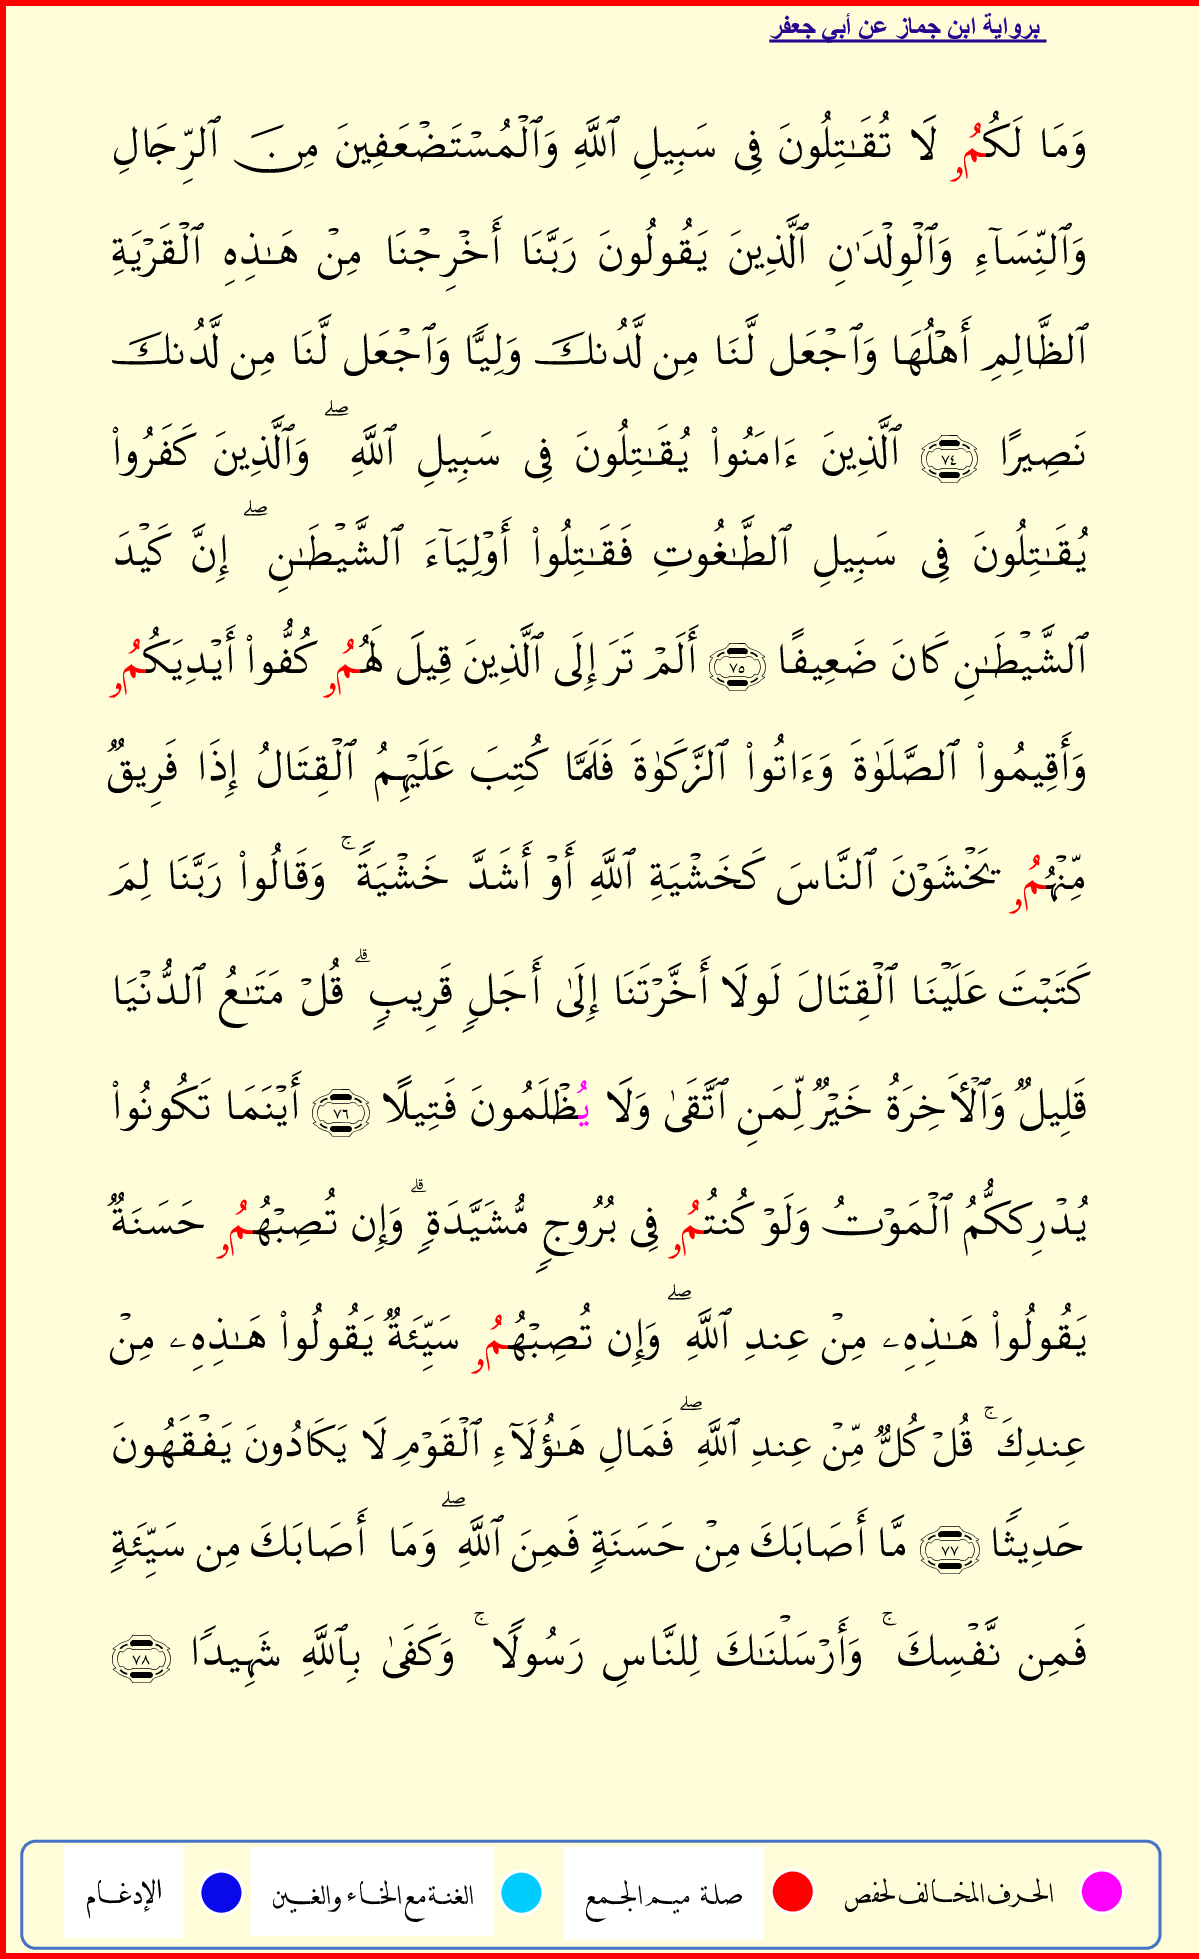 برواية ابن جماز عن أبي جعفر
وَمَا لَكُمُۥ لَا تُقَـٰتِلُونَ فِى سَبِيلِ ٱللَّهِ وَٱلْمُسْتَضْعَفِينَ مِنَ ٱلرِّجَالِ
وَٱلنِّسَآءِ وَٱلْوِلْدَٰنِ ٱلَّذِينَ يَقُولُونَ رَبَّنَا أَخْرِجْنَا مِنْ هَـٰذِهِ ٱلْقَرْيَةِ
ٱلظَّالِمِ أَهْلُهَا وَٱجْعَل لَّنَا مِن لَّدُنكَ وَلِيًّا وَٱجْعَل لَّنَا مِن لَّدُنكَ
نَصِيرًا ٧٤ ٱلَّذِينَ ءَامَنُوا۟ يُقَـٰتِلُونَ فِى سَبِيلِ ٱللَّهِ ۖ وَٱلَّذِينَ كَفَرُوا۟
يُقَـٰتِلُونَ فِى سَبِيلِ ٱلطَّـٰغُوتِ فَقَـٰتِلُوا۟ أَوْلِيَآءَ ٱلشَّيْطَـٰنِ ۖ إِنَّ كَيْدَ
ٱلشَّيْطَـٰنِ كَانَ ضَعِيفًا ٧٥ أَلَمْ تَرَ إِلَى ٱلَّذِينَ قِيلَ لَهُمُۥ كُفُّوا۟ أَيْدِيَكُمُۥ
وَأَقِيمُوا۟ ٱلصَّلَوٰةَ وَءَاتُوا۟ ٱلزَّكَوٰةَ فَلَمَّا كُتِبَ عَلَيْهِمُ ٱلْقِتَالُ إِذَا فَرِيقٌ
مِّنْهُمُۥ يَخْشَوْنَ ٱلنَّاسَ كَخَشْيَةِ ٱللَّهِ أَوْ أَشَدَّ خَشْيَةً ۚ وَقَالُوا۟ رَبَّنَا لِمَ
كَتَبْتَ عَلَيْنَا ٱلْقِتَالَ لَولَا أَخَّرْتَنَا إِلَىٰ أَجَلٍ قَرِيبٍ ۗ قُلْ مَتَـٰعُ ٱلدُّنْيَا
قَلِيلٌ وَٱلْأَخِرَةُ خَيْرٌ لِّمَنِ ٱتَّقَىٰ وَلَا يُظْلَمُونَ فَتِيلًا ٧٦ أَيْنَمَا تَكُونُوا۟
يُدْرِككُّمُ ٱلْمَوْتُ وَلَوْ كُنتُمُۥ فِى بُرُوجٍ مُّشَيَّدَةٍ ۗ وَإِن تُصِبْهُمُۥ حَسَنَةٌ
يَقُولُوا۟ هَـٰذِهِۦ مِنْ عِندِ ٱللَّهِ ۖ وَإِن تُصِبْهُمُۥ سَيِّئَةٌ يَقُولُوا۟ هَـٰذِهِۦ مِنْ
عِندِكَ ۚ قُلْ كُلٌّ مِّنْ عِندِ ٱللَّهِ ۖ فَمَالِ هَـٰؤُلَآءِ ٱلْقَوْمِ لَا يَكَادُونَ يَفْقَهُونَ
حَدِيثًا ٧٧ مَّا أَصَابَكَ مِنْ حَسَنَةٍ فَمِنَ ٱللَّهِ ۖ وَمَا أَصَابَكَ مِن سَيِّئَةٍ
فَمِن نَّفْسِكَ ۚ وَأَرْسَلْنَـٰكَ لِلنَّاسِ رَسُولًا ۚ وَكَفَىٰ بِٱللَّهِ شَهِيدًا ٧٨
الحرف المخالف لحفص صلة ميم الجمع الغنة مع الخاء والغين الإدغام